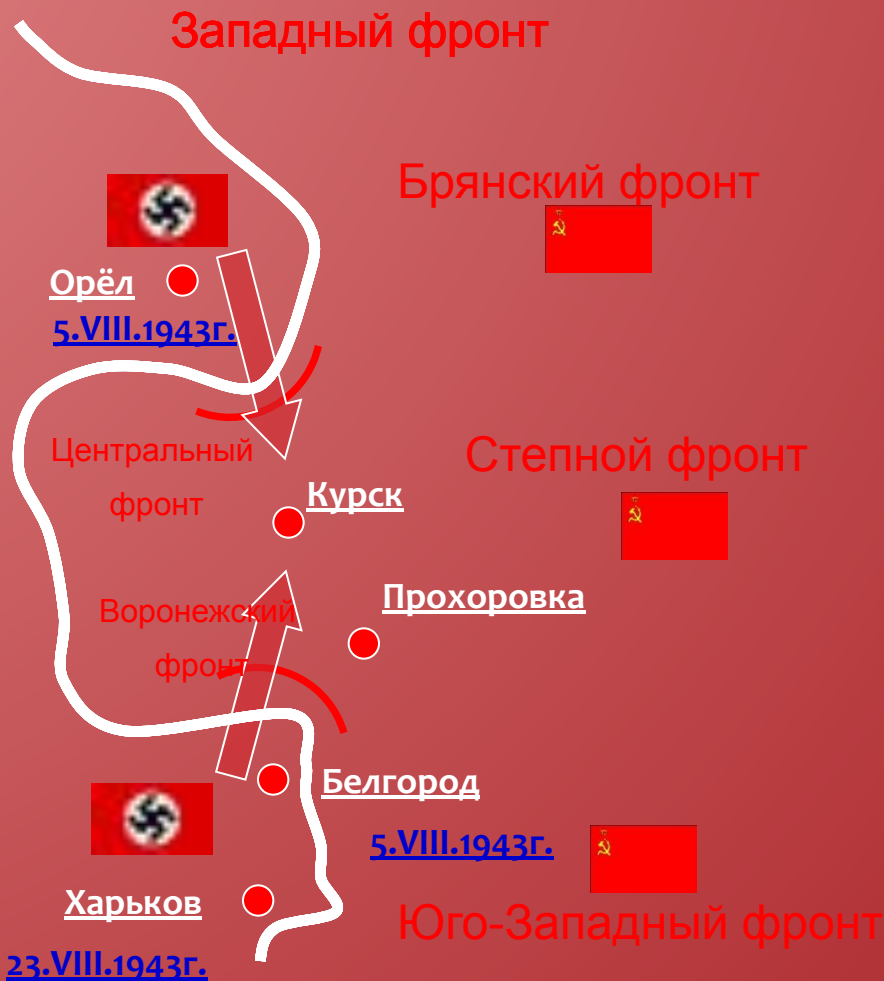 Западный фронт
Брянский фронт
Орёл
5.VIII.1943г.
Центральный
фронт
Степной фронт
Курск
Прохоровка
Воронежский
фронт
Белгород
5.VIII.1943г.
Харьков
Юго-Западный фронт
23.VIII.1943г.